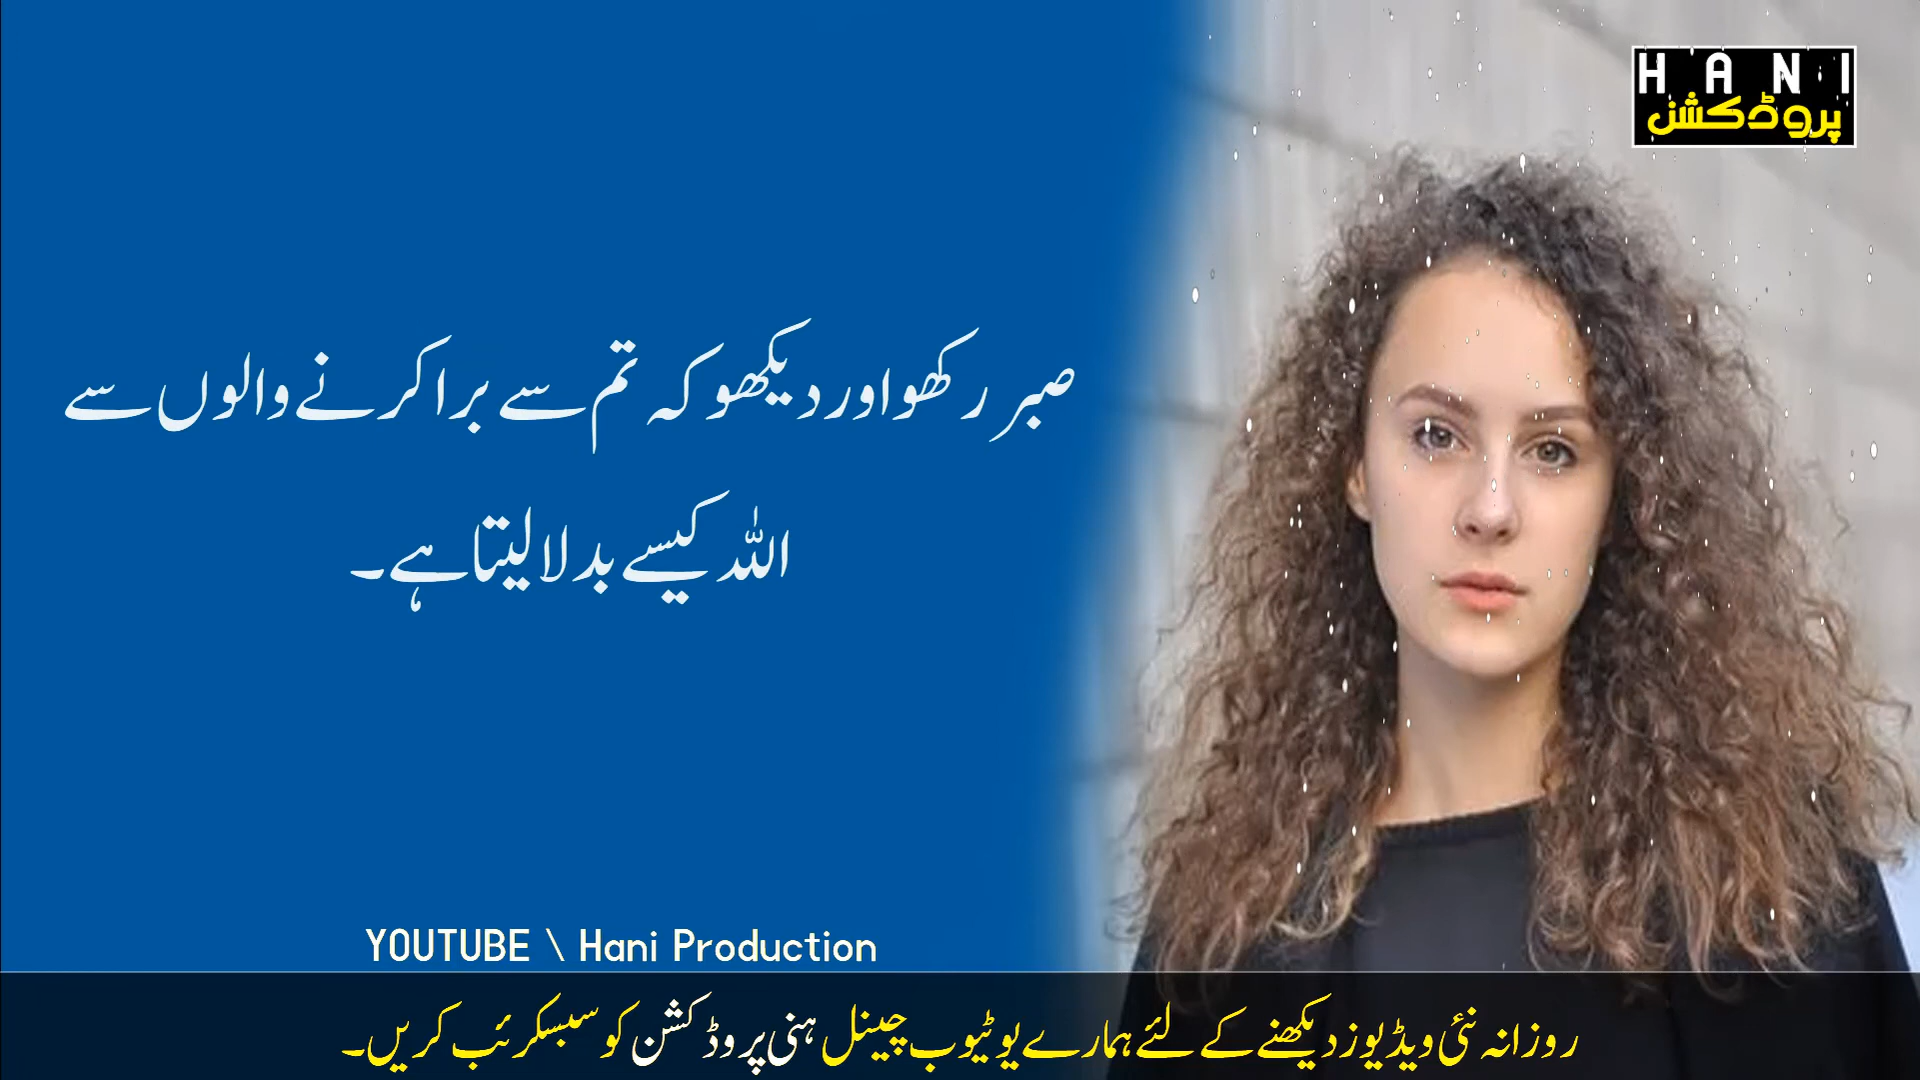 HANI
پروڈکشن
صبر رکھو اور دیکھو کہ تم سے برا کرنے والوں سے
اللہ کیسے بدلا لیتا ہے۔
YOUTUBE \ Hani Production
روزانہ نئی ویڈیوز دیکھنے کے لئے ہمارے یوٹیوب چینل ہنی پروڈکشن کو سبسکرئب کریں۔